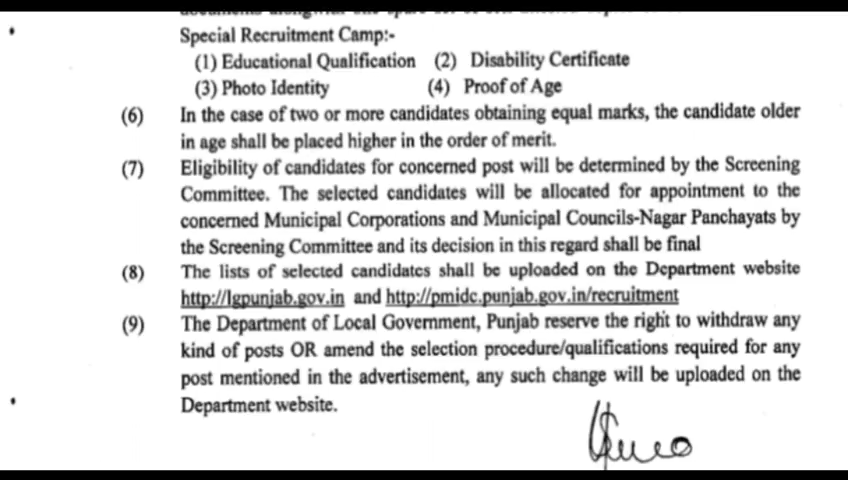 Special Recruitment Camp:-
(1) Educational Qualification (2) Disability Certificate
(3) Photo Identity (4) Proof of Age
(6) In the case of two or more candidates obtaining equal marks, the candidate older
in age shall be placed higher in the order of merit.
(7) Eligibility of candidates for concerned post will be determined by the Screening
Committee. The selected candidates will be allocated for appointment to the
concerned Municipal Corporations and Municipal Councils-Nagar Panchayats by
the Screening Committee and its decision in this regard shall be final
(8) The lists of selected candidates shall be uploaded on the Department website
http://lgpunjab.gov.in and http://pmidc.punjab.gov.in/recruitment
(9) The Department of Local Government, Punjab reserve the right to withdraw any
kind of posts OR amend the selection procedure/qualifications required for any
post mentioned in the advertisement, any such change will be uploaded on the
Department website.